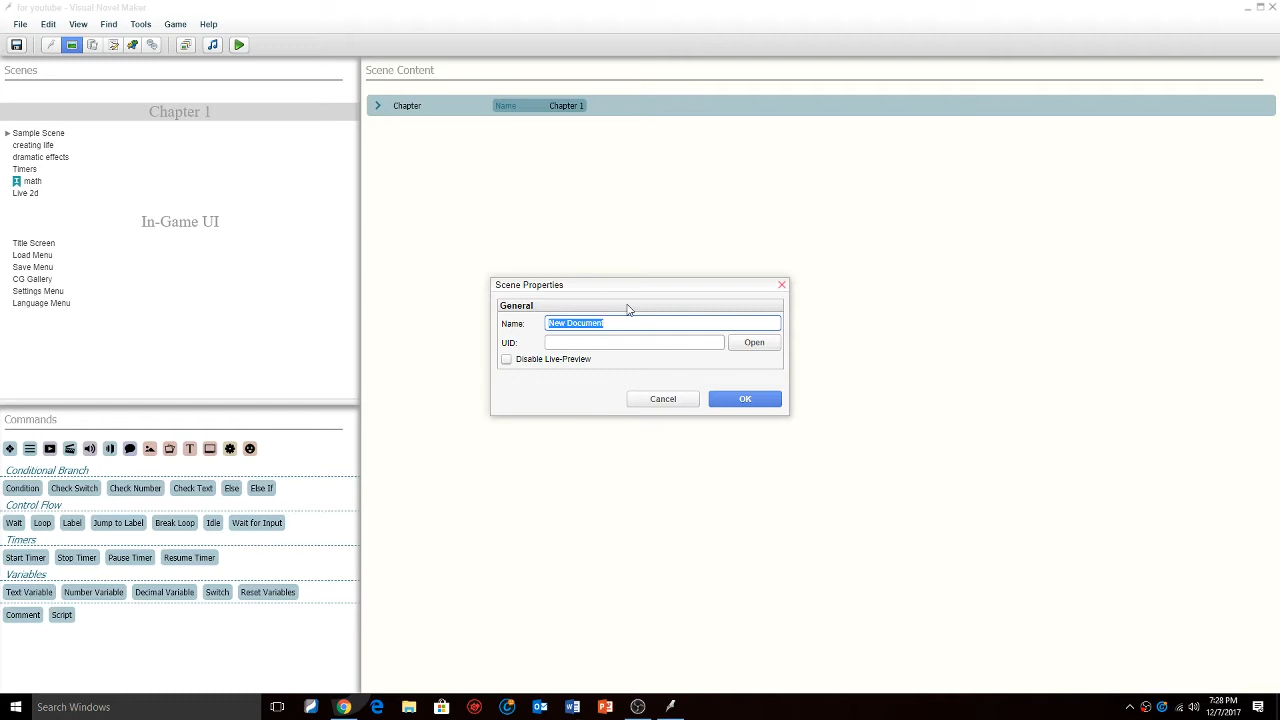 for youtube - Visual Novel Maker
File Edit View Find Tools Game Help
Scenes
Scene Content
Chapter 1
Chapter Name Chapter 1
Sample Scene
creating life
dramatic effects
Timers
math
Live 2d
In-Game UI
Title Screen
Load Menu
Save Menu
CG Gallery
Settings Menu
Language Menu
Scene Properties
General
Name: New Document
UID: Open
Disable Live-Preview
Cancel OK
Commands
Conditional Branch
Condition Check Switch Check Number Check Text Else Else If
Control Flow
Wait Loop Label Jump to Label Break Loop Idle Wait for Input
Timers
Start Timer Stop Timer Pause Timer Resume Timer
Variables
Text Variable Number Variable Decimal Variable Switch Reset Variables
Comment Script
Search Windows
7:28 PM
12/7/2017